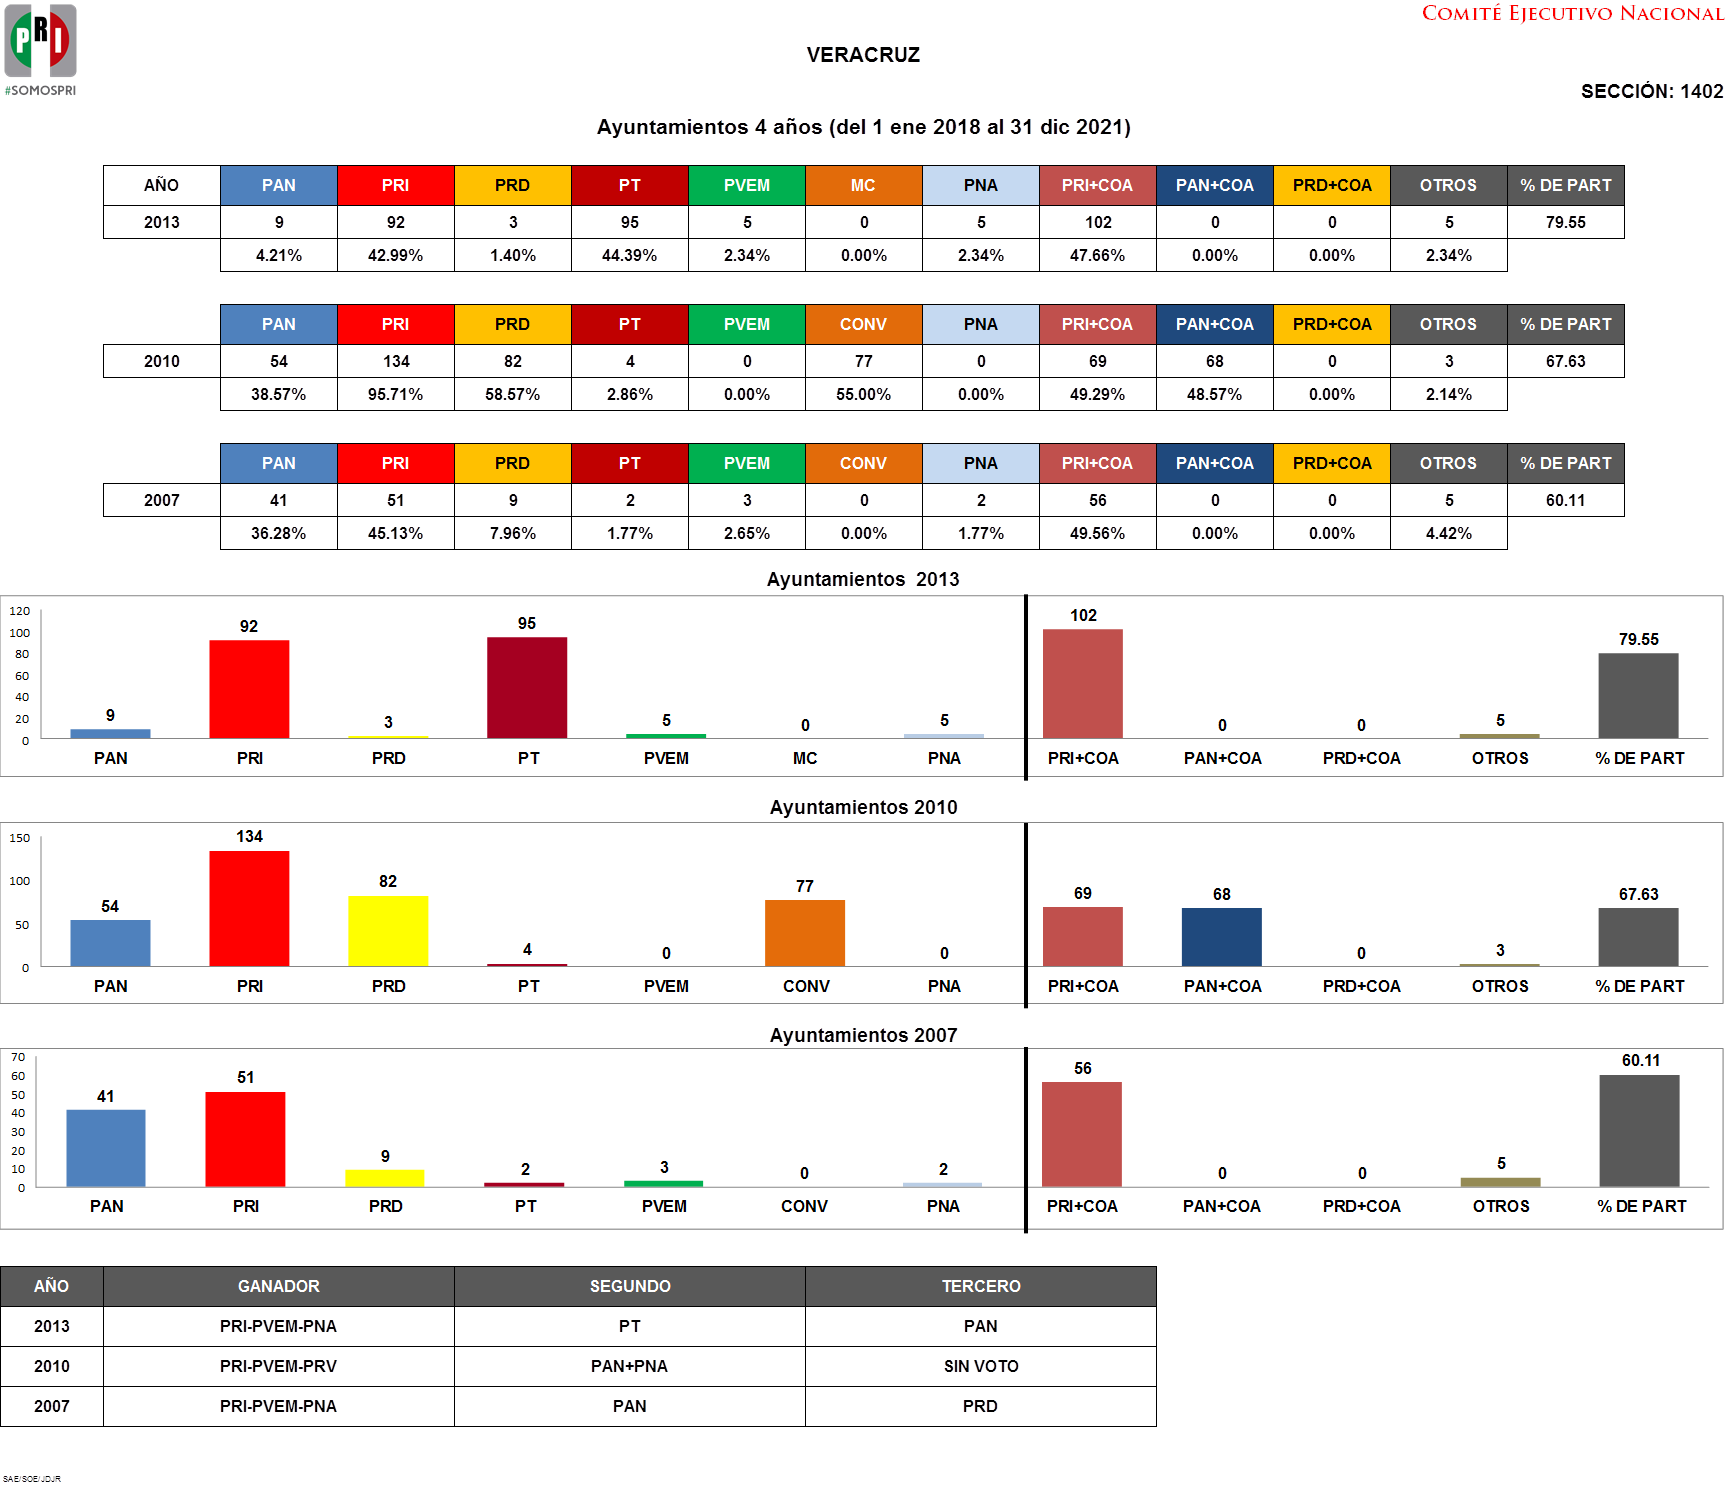 PRI
#SOMOSPRI
COMITÉ EJECUTIVO NACIONAL
VERACRUZ
SECCIÓN: 1402
Ayuntamientos 4 años (del 1 ene 2018 al 31 dic 2021)
AÑO PAN PRI PRD PT PVEM MC PNA PRI+COA PAN+COA PRD+COA OTROS % DE PART
2013 9 92 3 95 5 0 5 102 0 0 5 79.55
4.21% 42.99% 1.40% 44.39% 2.34% 0.00% 2.34% 47.66% 0.00% 0.00% 2.34%
PAN PRI PRD PT PVEM CONV PNA PRI+COA PAN+COA PRD+COA OTROS % DE PART
2010 54 134 82 4 0 77 0 69 68 0 3 67.63
38.57% 95.71% 58.57% 2.86% 0.00% 55.00% 0.00% 49.29% 48.57% 0.00% 2.14%
PAN PRI PRD PT PVEM CONV PNA PRI+COA PAN+COA PRD+COA OTROS % DE PART
2007 41 51 9 2 3 0 2 56 0 0 5 60.11
36.28% 45.13% 7.96% 1.77% 2.65% 0.00% 1.77% 49.56% 0.00% 0.00% 4.42%
Ayuntamientos 2013
120
100
80
60
40
20
0
9 92 3 95 5 0 5 102 0 0 5 79.55
PAN PRI PRD PT PVEM MC PNA PRI+COA PAN+COA PRD+COA OTROS % DE PART
Ayuntamientos 2010
150
100
50
0
54 134 82 4 0 77 0 69 68 0 3 67.63
PAN PRI PRD PT PVEM CONV PNA PRI+COA PAN+COA PRD+COA OTROS % DE PART
Ayuntamientos 2007
70
60
50
40
30
20
10
0
41 51 9 2 3 0 2 56 0 0 5 60.11
PAN PRI PRD PT PVEM CONV PNA PRI+COA PAN+COA PRD+COA OTROS % DE PART
AÑO GANADOR SEGUNDO TERCERO
2013 PRI-PVEM-PNA PT PAN
2010 PRI-PVEM-PRV PAN+PNA SIN VOTO
2007 PRI-PVEM-PNA PAN PRD
SAE/SOE/JDJR